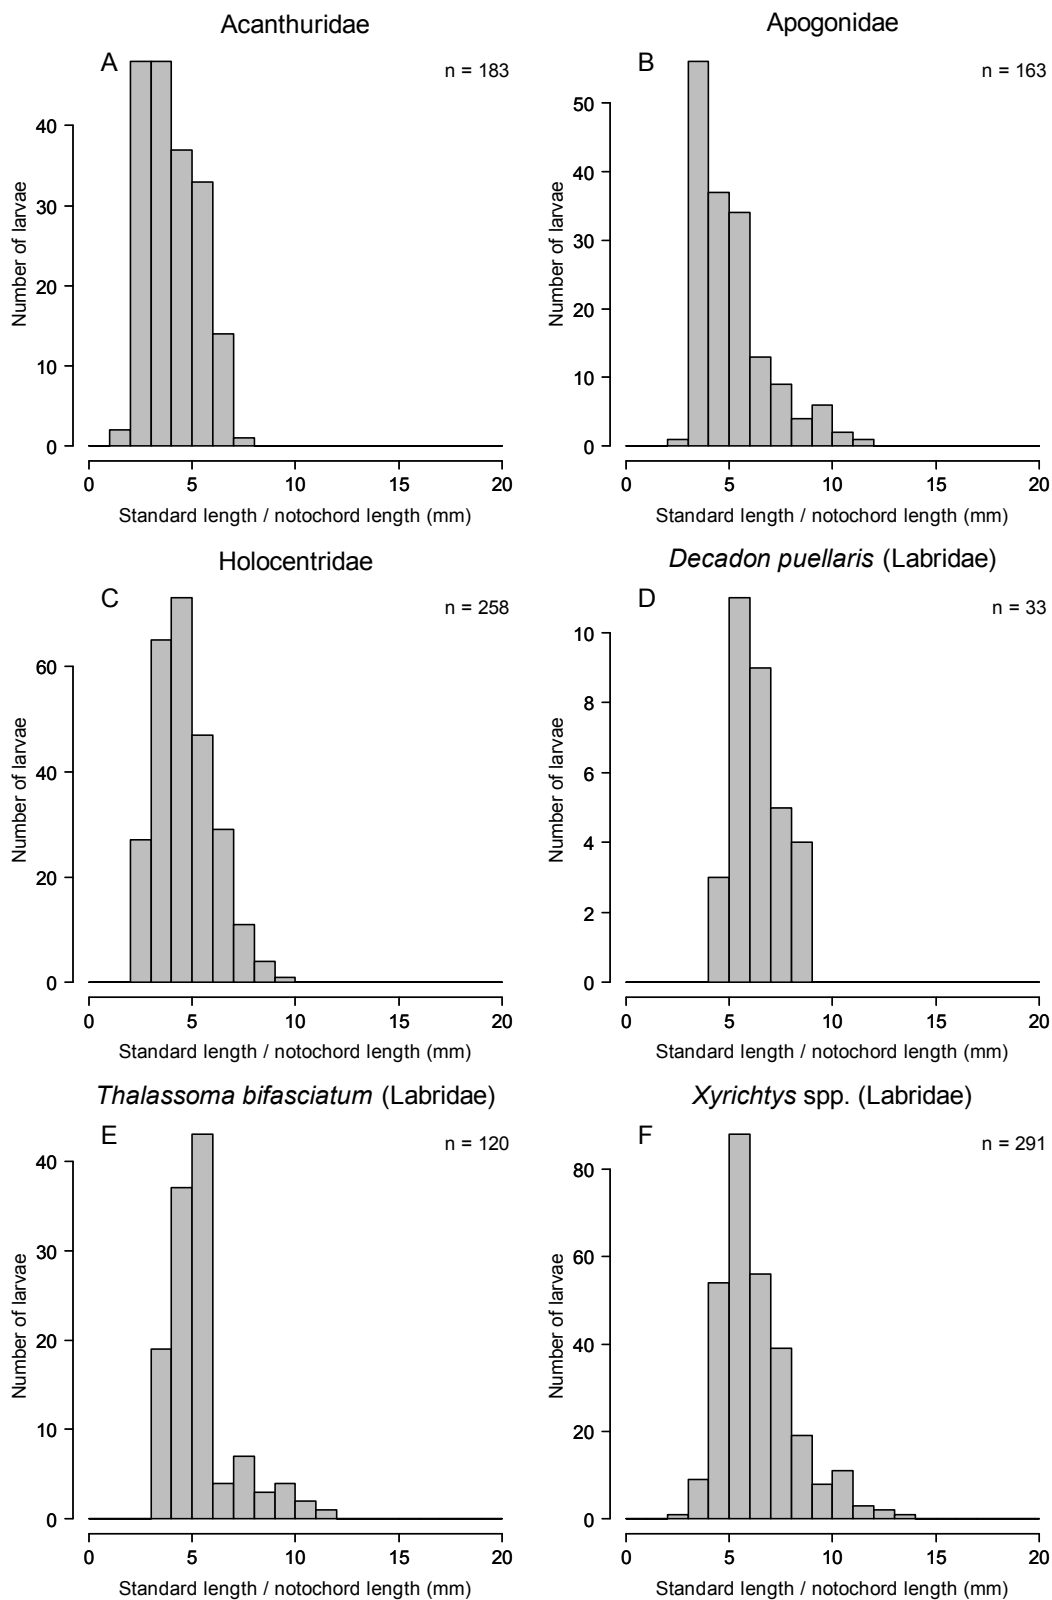 Acanthuridae
A
n = 183
40
30
20
10
0
Number of larvae
0 5 10 15 20
Standard length / notochord length (mm)
Apogonidae
B
n = 163
50
40
30
20
10
0
Number of larvae
0 5 10 15 20
Standard length / notochord length (mm)
Holocentridae
C
n = 258
60
40
20
0
Number of larvae
0 5 10 15 20
Standard length / notochord length (mm)
Decadon puellaris (Labridae)
D
n = 33
10
8
6
4
2
0
Number of larvae
0 5 10 15 20
Standard length / notochord length (mm)
Thalassoma bifasciatum (Labridae)
E
n = 120
40
30
20
10
0
Number of larvae
0 5 10 15 20
Standard length / notochord length (mm)
Xyrichtys spp. (Labridae)
F
n = 291
80
60
40
20
0
Number of larvae
0 5 10 15 20
Standard length / notochord length (mm)